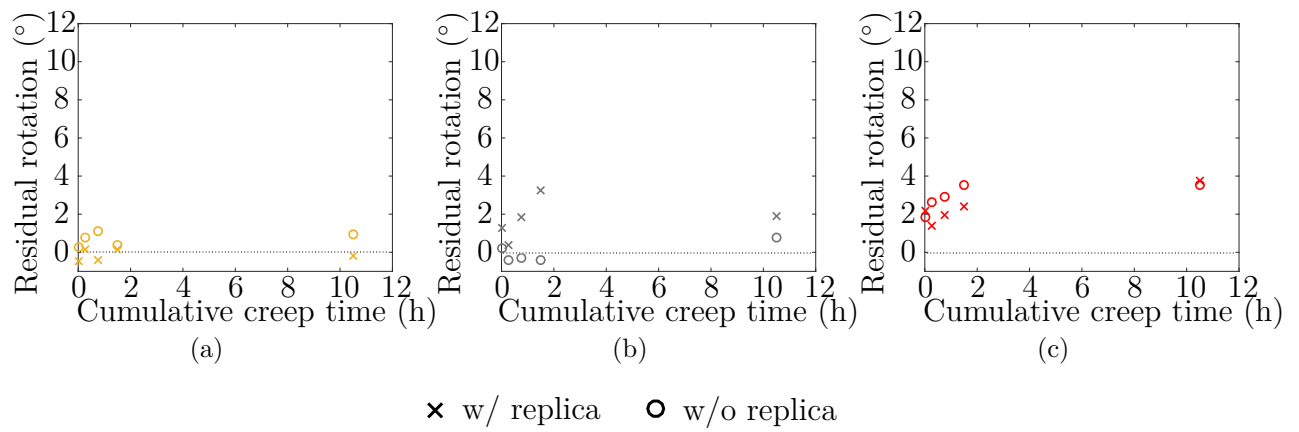 Residual rotation (°)
12
10
8
6
4
2
0
0 2 4 6 8 10 12
Cumulative creep time (h)
(a)
Residual rotation (°)
12
10
8
6
4
2
0
0 2 4 6 8 10 12
Cumulative creep time (h)
(b)
Residual rotation (°)
12
10
8
6
4
2
0
0 2 4 6 8 10 12
Cumulative creep time (h)
(c)
w/ replica w/o replica